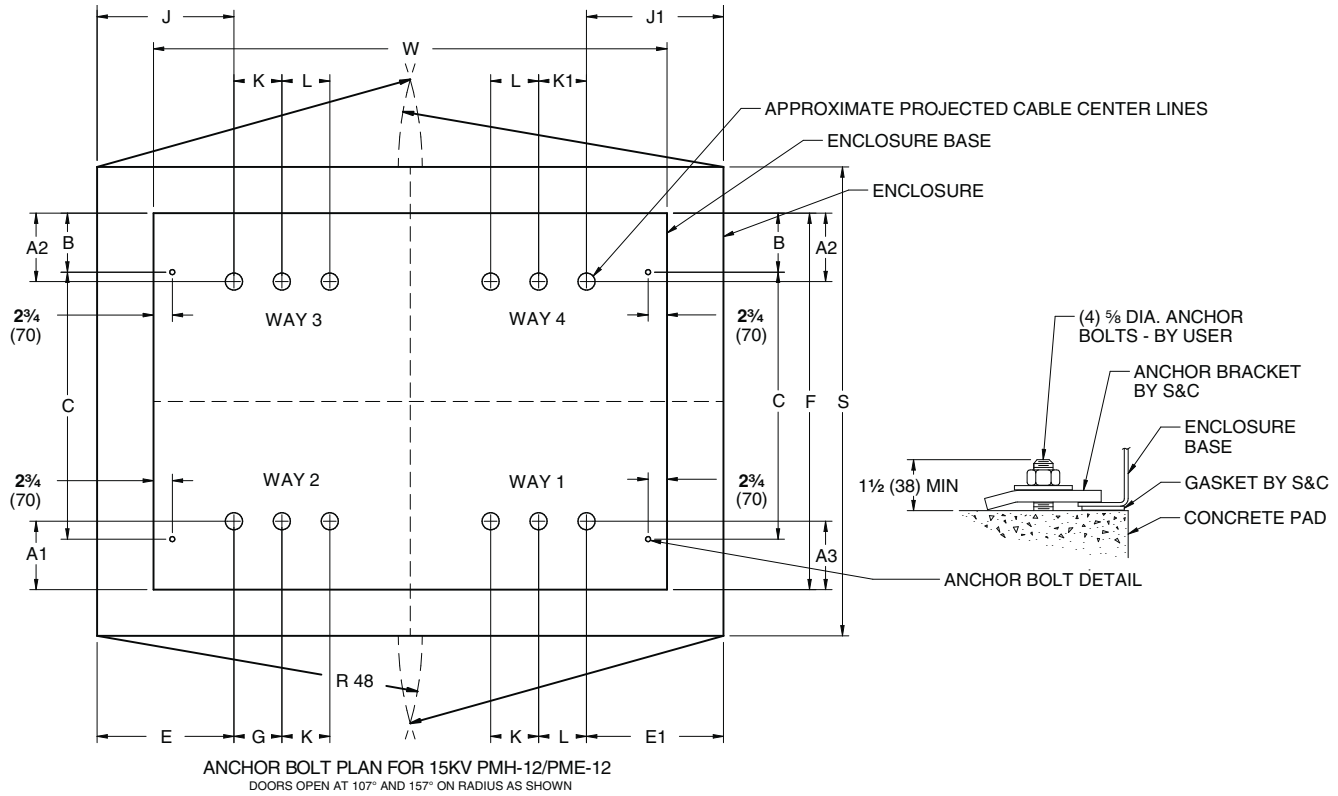 J
J1
W
K
L
L
K1
APPROXIMATE PROJECTED CABLE CENTER LINES
ENCLOSURE BASE
ENCLOSURE
A2
B
B
A2
2¾
(70)
WAY 3
WAY 4
2¾
(70)
(4) ⅝ DIA. ANCHOR
BOLTS - BY USER
ANCHOR BRACKET
BY S&C
C
C
F
S
ENCLOSURE
BASE
2¾
(70)
WAY 2
WAY 1
2¾
(70)
1½ (38) MIN
GASKET BY S&C
CONCRETE PAD
A1
A3
ANCHOR BOLT DETAIL
R 48
E
G
K
K
L
E1
ANCHOR BOLT PLAN FOR 15KV PMH-12/PME-12
DOORS OPEN AT 107° AND 157° ON RADIUS AS SHOWN